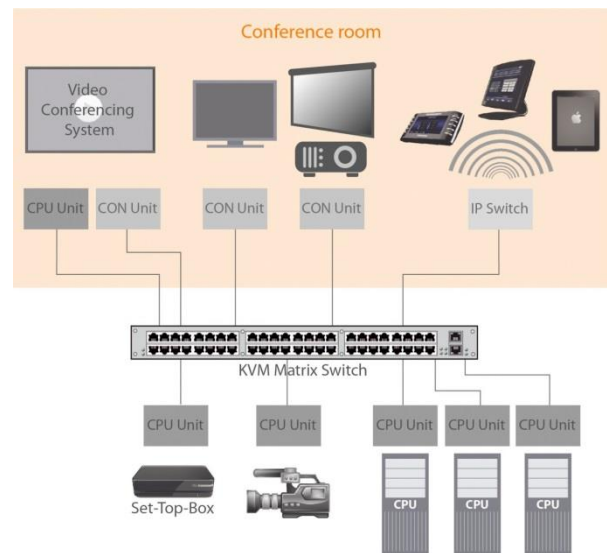 Conference room
Video
Conferencing
System
CPU Unit
CON Unit
CON Unit
CON Unit
IP Switch
KVM Matrix Switch
CPU Unit
CPU Unit
CPU Unit
CPU Unit
CPU Unit
Set-Top-Box
CPU
CPU
CPU